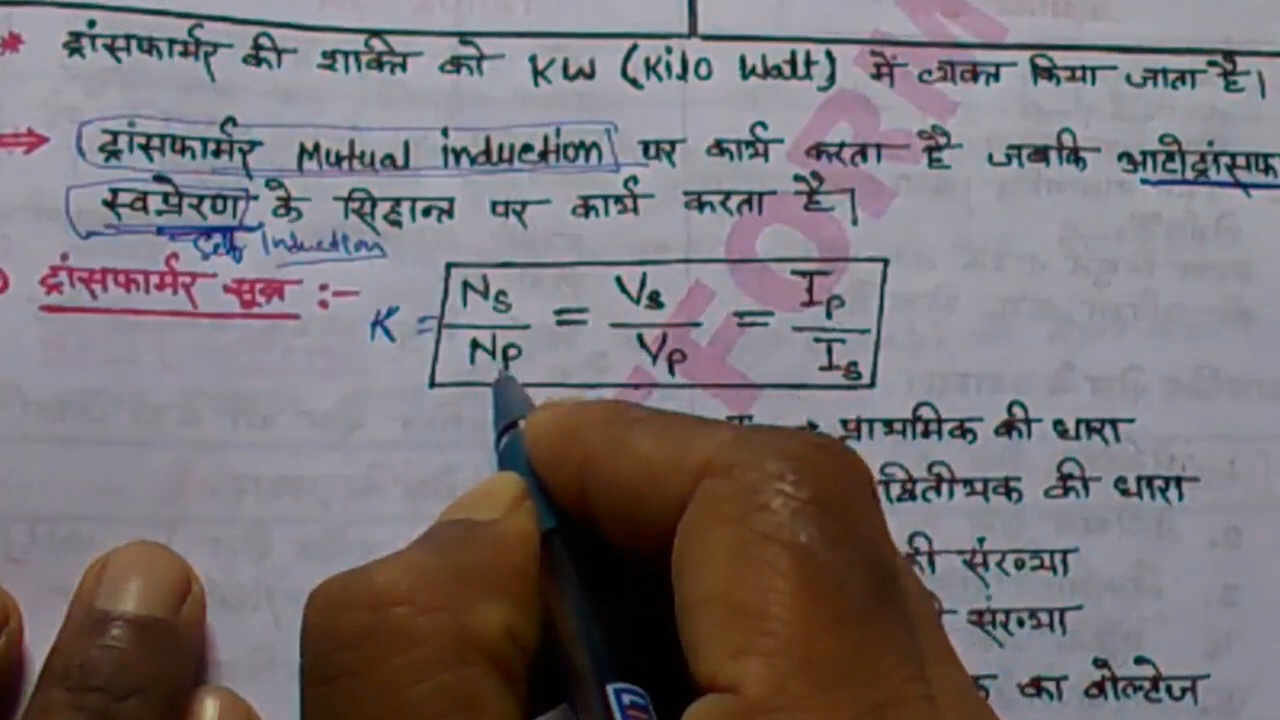 * ट्रांसफार्मर की शक्ति को KW (Kilo Watt) में व्यक्त किया जाता है।
⇒ ट्रांसफार्मर Mutual induction पर कार्य करता है जबकि आटोट्रांसफ
स्वप्रेरण के सिद्धान्त पर कार्य करता है।
Self Induction
ट्रांसफार्मर सूत्र :-
K = Ns/Np = Vs/Vp = Ip/Is
→ प्राथमिक की धारा
द्वितीयक की धारा
की संख्या
संख्या
का वोल्टेज
FORM